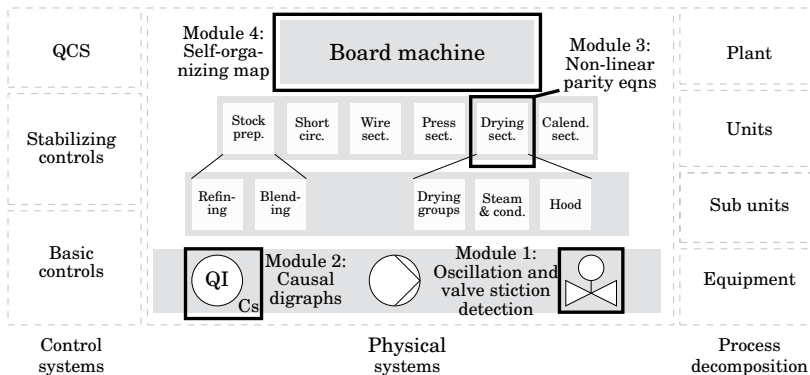 QCS
Stabilizing
controls
Basic
controls
Control
systems
Module 4:
Self-orga-
nizing map
Board machine
Module 3:
Non-linear
parity eqns
Stock
prep.
Short
circ.
Wire
sect.
Press
sect.
Drying
sect.
Calend.
sect.
Refin-
ing
Blend-
ing
Drying
groups
Steam
& cond.
Hood
QI
Cs
Module 2:
Causal
digraphs
Module 1:
Oscillation and
valve stiction
detection
Physical
systems
Plant
Units
Sub units
Equipment
Process
decomposition